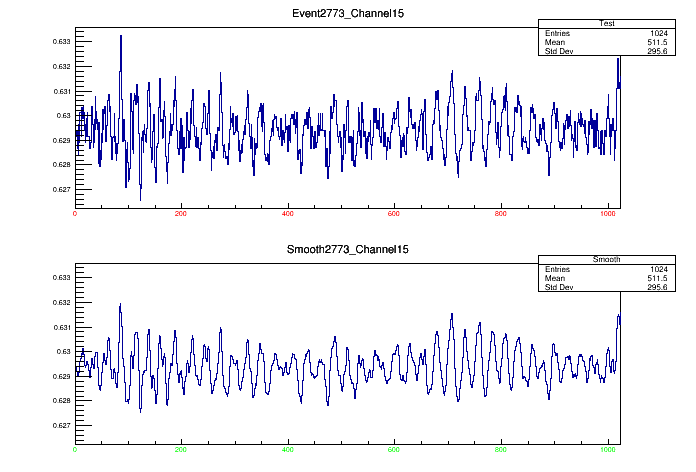 Event2773_Channel15
Test
Entries 1024
Mean 511.5
Std Dev 295.6
0.633
0.632
0.631
0.63
0.629
0.628
0.627
0 200 400 600 800 1000
Smooth2773_Channel15
Smooth
Entries 1024
Mean 511.5
Std Dev 295.6
0.633
0.632
0.631
0.63
0.629
0.628
0.627
0 200 400 600 800 1000